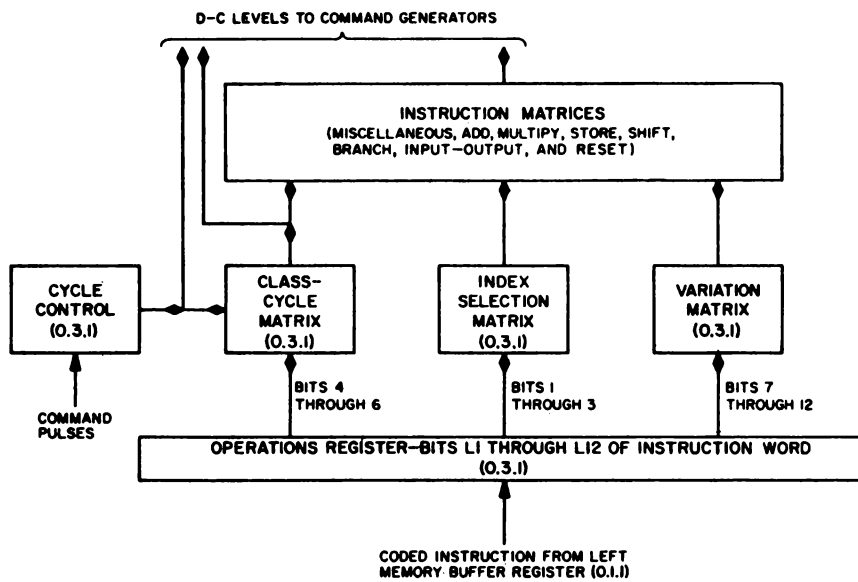 D-C LEVELS TO COMMAND GENERATORS
INSTRUCTION MATRICES
(MISCELLANEOUS, ADD, MULTIPY, STORE, SHIFT,
BRANCH, INPUT-OUTPUT, AND RESET)
CYCLE
CONTROL
(0.3.1)
CLASS-
CYCLE
MATRIX
(0.3.1)
INDEX
SELECTION
MATRIX
(0.3.1)
VARIATION
MATRIX
(0.3.1)
COMMAND
PULSES
BITS 4
THROUGH 6
BITS 1
THROUGH 3
BITS 7
THROUGH 12
OPERATIONS REGISTER-BITS L1 THROUGH L12 OF INSTRUCTION WORD
(0.3.1)
CODED INSTRUCTION FROM LEFT
MEMORY BUFFER REGISTER (0.1.1)